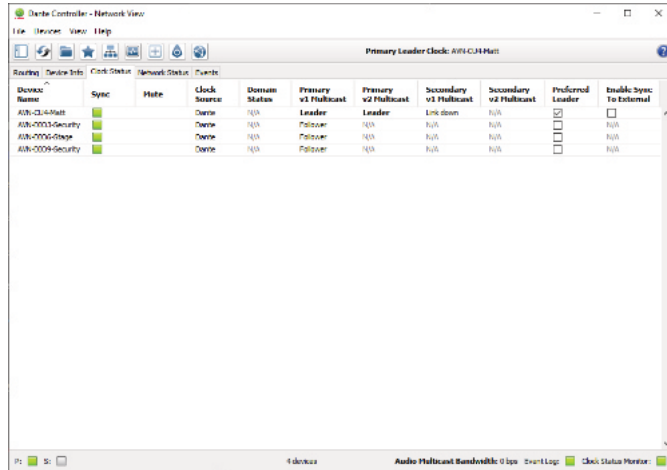 Dante Controller - Network View
File Devices View Help
Primary Leader Clock: AVN-CU4-Matt
Routing Device Info Clock Status Network Status Events
Device Name Sync Mute Clock Source Domain Status Primary v1 Multicast Primary v2 Multicast Secondary v1 Multicast Secondary v2 Multicast Preferred Leader Enable Sync To External
AVN-CU4-Matt Dante N/A Leader Leader Link down N/A
AVN-0003-Security Dante N/A Follower N/A N/A N/A N/A
AVN-0006-Stage Dante N/A Follower N/A N/A N/A N/A
AVN-0009-Security Dante N/A Follower N/A N/A N/A N/A
P: S: 4 devices Audio Multicast Bandwidth: 0 bps Event Log: Clock Status Monitor: